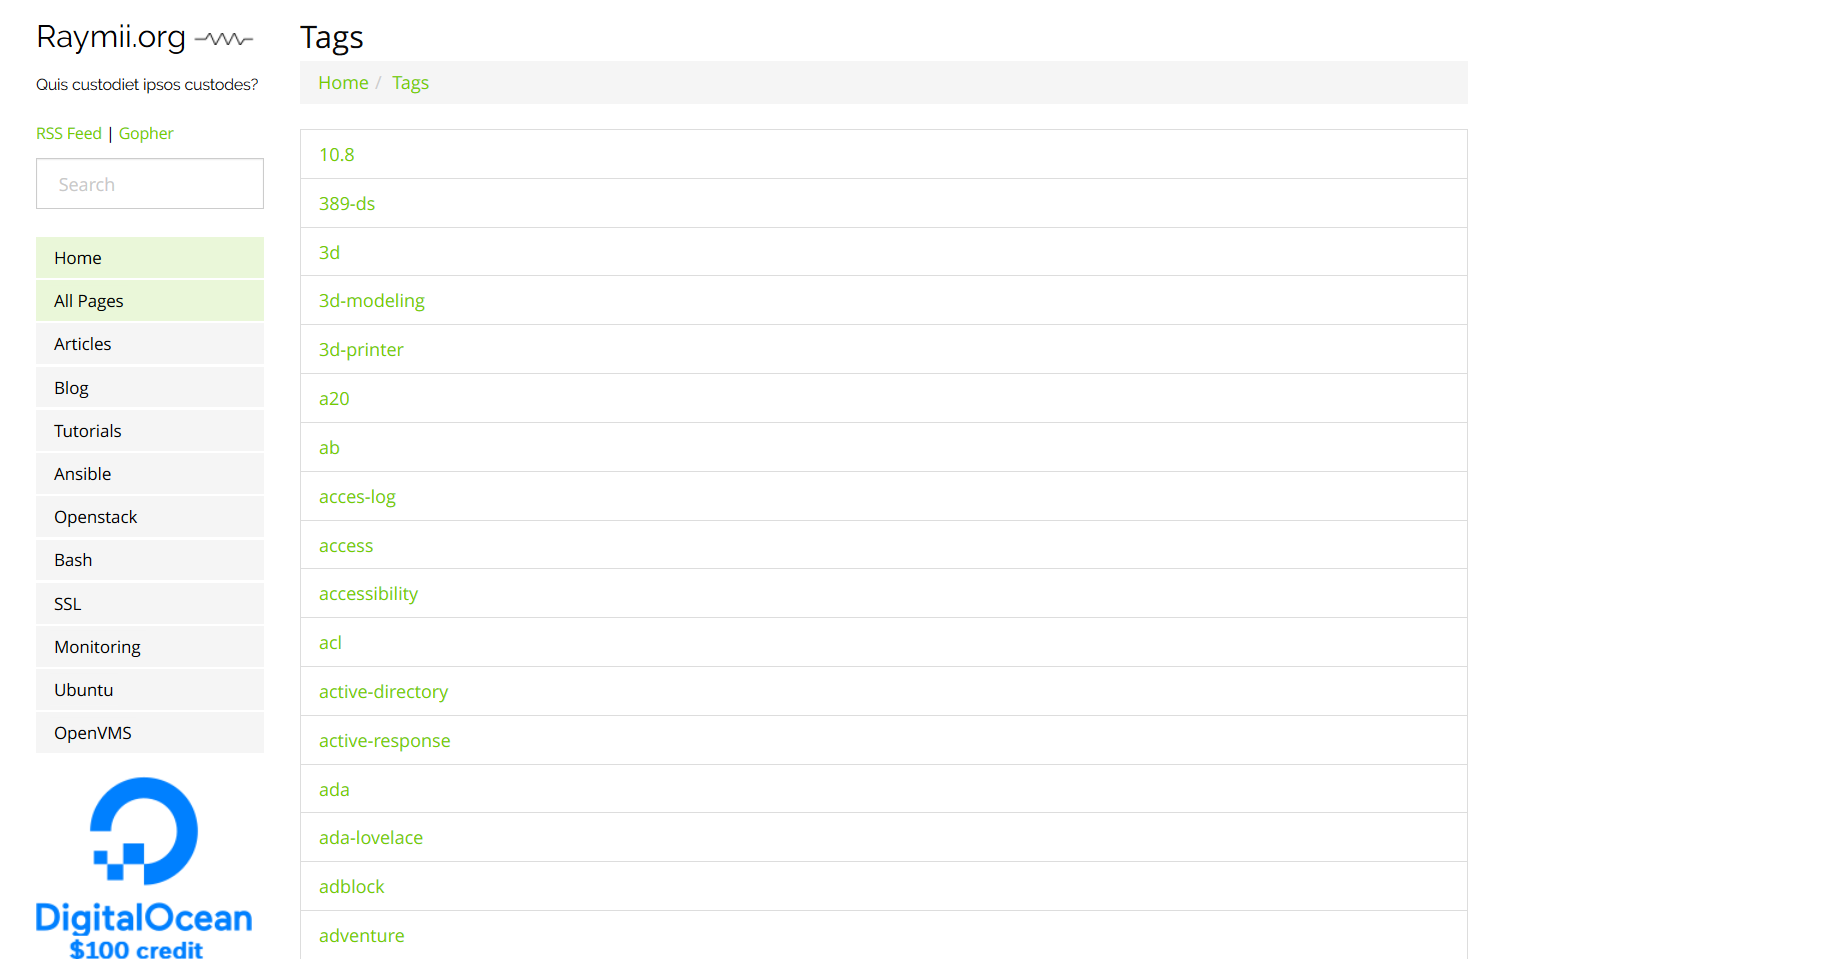 Raymii.org
Quis custodiet ipsos custodes?
RSS Feed | Gopher
Search
Home
All Pages
Articles
Blog
Tutorials
Ansible
Openstack
Bash
SSL
Monitoring
Ubuntu
OpenVMS
DigitalOcean
$100 credit
Tags
Home / Tags
10.8
389-ds
3d
3d-modeling
3d-printer
a20
ab
acces-log
access
accessibility
acl
active-directory
active-response
ada
ada-lovelace
adblock
adventure